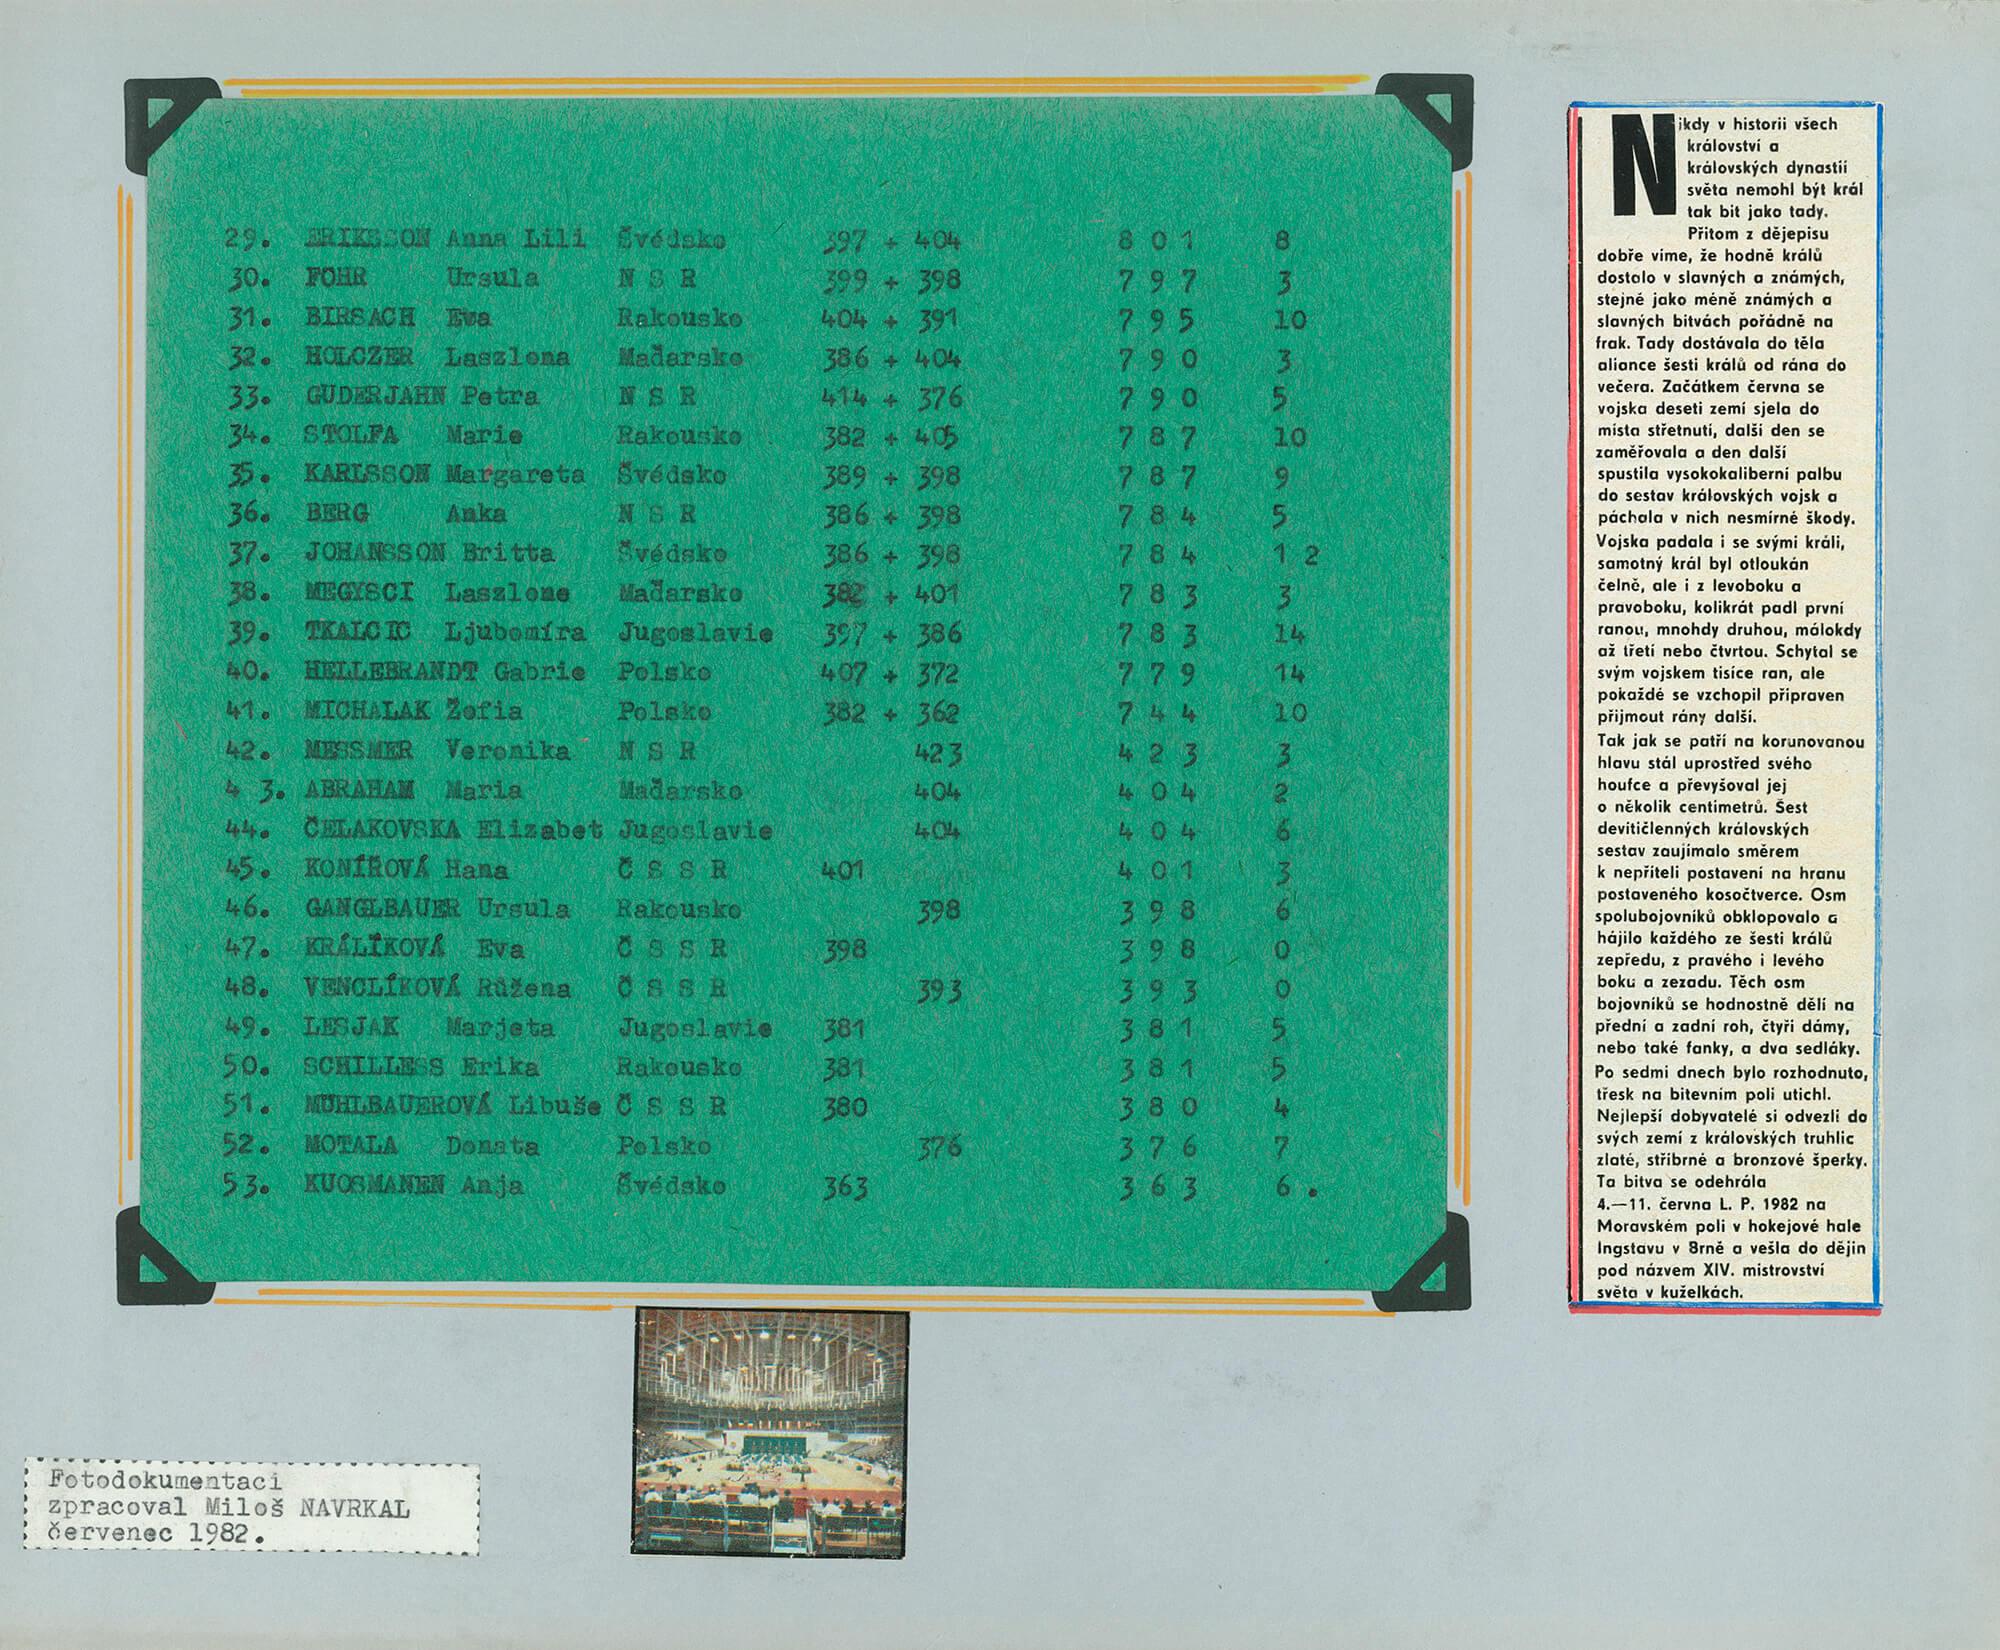 29. ERIKSSON Anna Lili Švédsko 397 + 404 8 0 1 8
30. FOHR Ursula N S R 399 + 398 7 9 7 3
31. BIRSACH Ewa Rakousko 404 + 391 7 9 5 10
32. HOLCZER Laszlona Maďarsko 386 + 404 7 9 0 3
33. GUDERJAHN Petra N S R 414 + 376 7 9 0 5
34. STOLFA Marie Rakousko 382 + 405 7 8 7 10
35. KARLSSON Margareta Švédsko 389 + 398 7 8 7 9
36. BERG Anka N S R 386 + 398 7 8 4 5
37. JOHANSSON Britta Švédsko 386 + 398 7 8 4 1 2
38. MEGYSCI Laszlone Maďarsko 382 + 401 7 8 3 3
39. TKALCIC Ljubomíra Jugoslavie 397 + 386 7 8 3 14
40. HELLEBRANDT Gabrie Polsko 407 + 372 7 7 9 14
41. MICHALAK Žofia Polsko 382 + 362 7 4 4 10
42. MESSMER Veronika N S R 423 4 2 3 3
4 3. ABRAHAM Maria Maďarsko 404 4 0 4 2
44. ČELAKOVSKA Elizabet Jugoslavie 404 4 0 4 6
45. KONÍŘOVÁ Hana Č S S R 401 4 0 1 3
46. GANGLBAUER Ursula Rakousko 398 3 9 8 6
47. KRÁLÍKOVÁ Eva Č S S R 398 3 9 8 0
48. VENCLÍKOVÁ Růžena Č S S R 393 3 9 3 0
49. LESJAK Marjeta Jugoslavie 381 3 8 1 5
50. SCHILLESS Erika Rakousko 381 3 8 1 5
51. MÜHLBAUEROVÁ Libuše Č S S R 380 3 8 0 4
52. MOTALA Donata Polsko 376 3 7 6 7
53. KUOSMANEN Anja Švédsko 363 3 6 3 6 .
Nikdy v historii všech
království a
královských dynastií
světa nemohl být král
tak bit jako tady.
Přitom z dějepisu
dobře víme, že hodně králů
dostalo v slavných a známých,
stejně jako méně známých a
slavných bitvách pořádně na
frak. Tady dostávala do těla
aliance šesti králů od rána do
večera. Začátkem června se
vojska deseti zemí sjela do
místa střetnutí, další den se
zaměřovala a den další
spustila vysokokaliberní palbu
do sestav královských vojsk a
páchala v nich nesmírné škody.
Vojska padala i se svými králi,
samotný král byl otloukán
čelně, ale i z levoboku a
pravoboku, kolikrát padl první
ranou, mnohdy druhou, málokdy
až třetí nebo čtvrtou. Schytal se
svým vojskem tisíce ran, ale
pokaždé se vzchopil připraven
přijmout rány další.
Tak jak se patří na korunovanou
hlavu stál uprostřed svého
houfce a převyšoval jej
o několik centimetrů. Šest
devítičlenných královských
sestav zaujímalo směrem
k nepříteli postavení na hranu
postaveného kosočtverce. Osm
spolubojovníků obklopovalo a
hájilo každého ze šesti králů
zepředu, z pravého i levého
boku a zezadu. Těch osm
bojovníků se hodnostně dělí na
přední a zadní roh, čtyři dámy,
nebo také fanky, a dva sedláky.
Po sedmi dnech bylo rozhodnuto,
třesk na bitevním poli utichl.
Nejlepší dobyvatelé si odvezli do
svých zemí z královských truhlic
zlaté, stříbrné a bronzové šperky.
Ta bitva se odehrála
4.—11. června L. P. 1982 na
Moravském poli v hokejové hale
Ingstavu v Brně a vešla do dějin
pod názvem XIV. mistrovství
světa v kuželkách.
Fotodokumentaci
zpracoval Miloš NAVRKAL
červenec 1982.